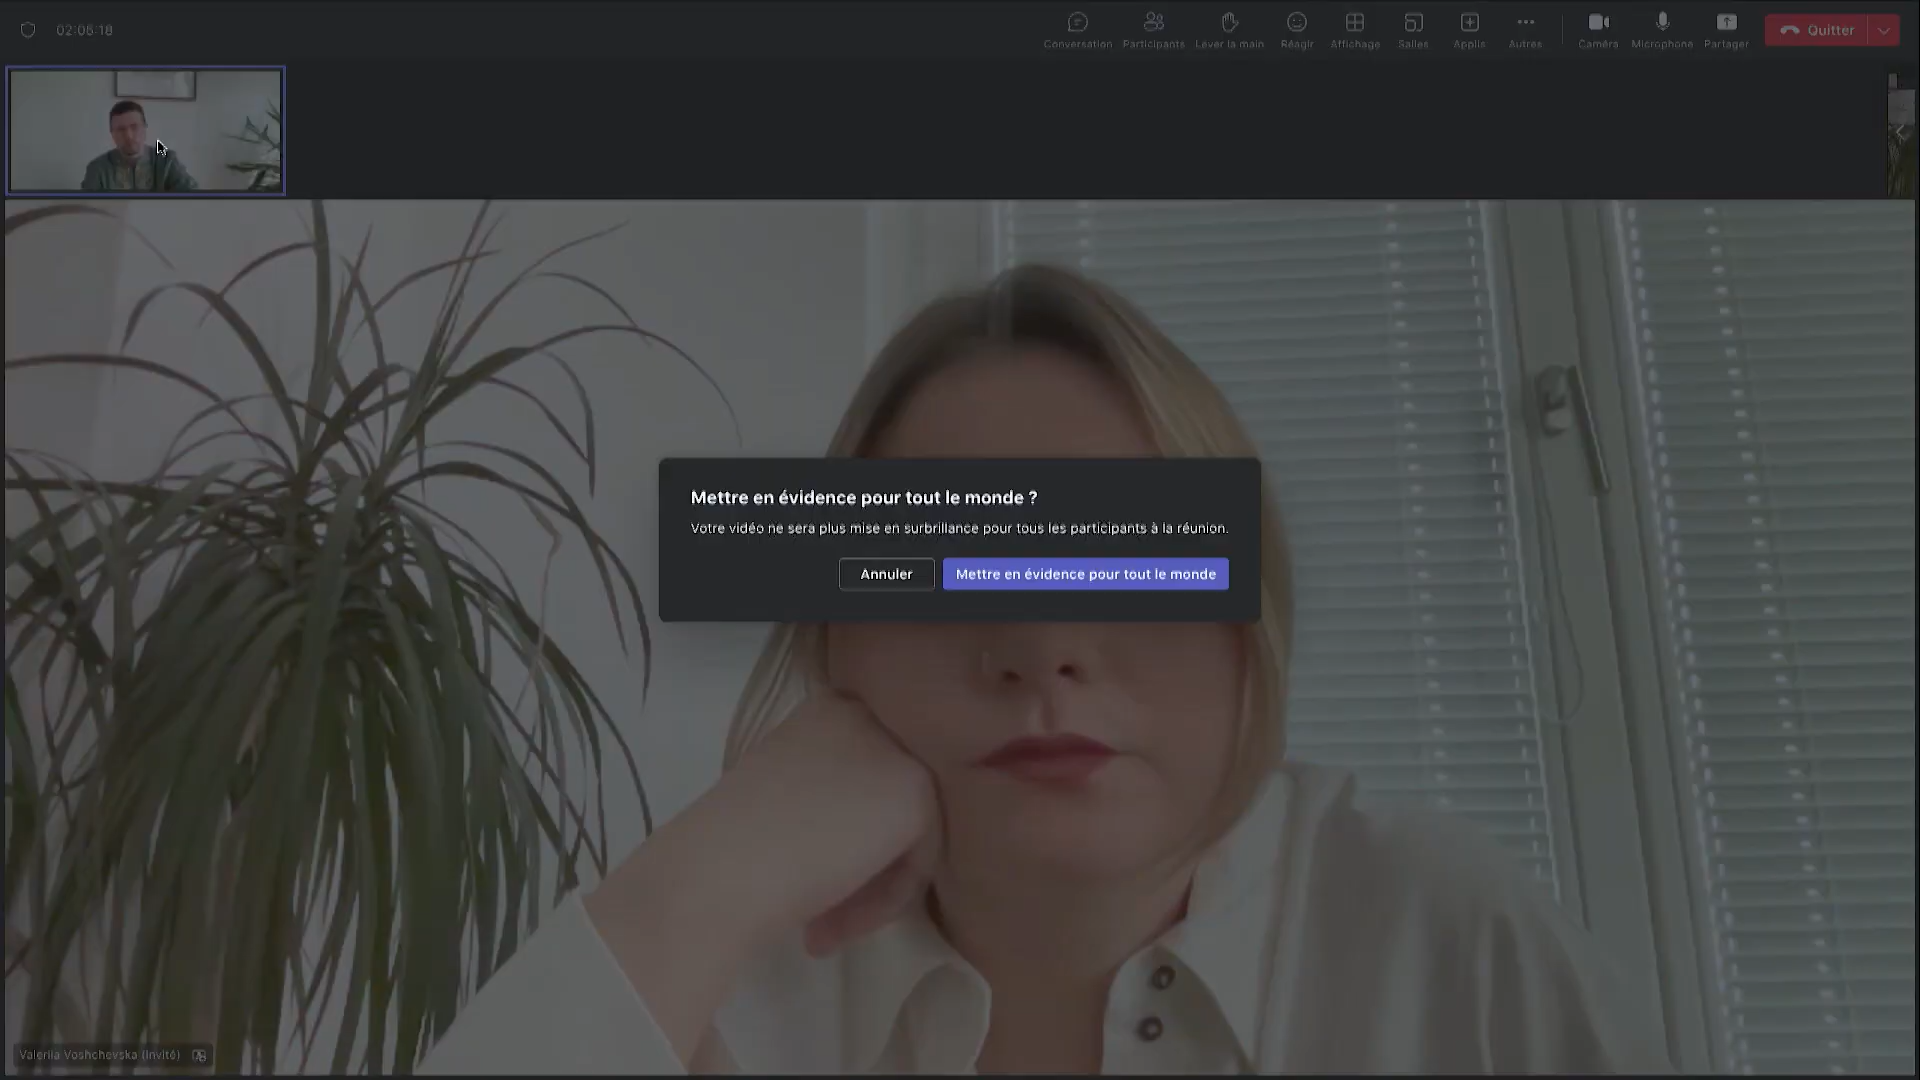 02:06:18
Conversation
Participants
Lever la main
Réagir
Affichage
Salles
Applis
Autres
Caméra
Microphone
Partager
Quitter
Mettre en évidence pour tout le monde ?
Votre vidéo ne sera plus mise en surbrillance pour tous les participants à la réunion.
Annuler
Mettre en évidence pour tout le monde
Valeriia Voshchevska (Invité)